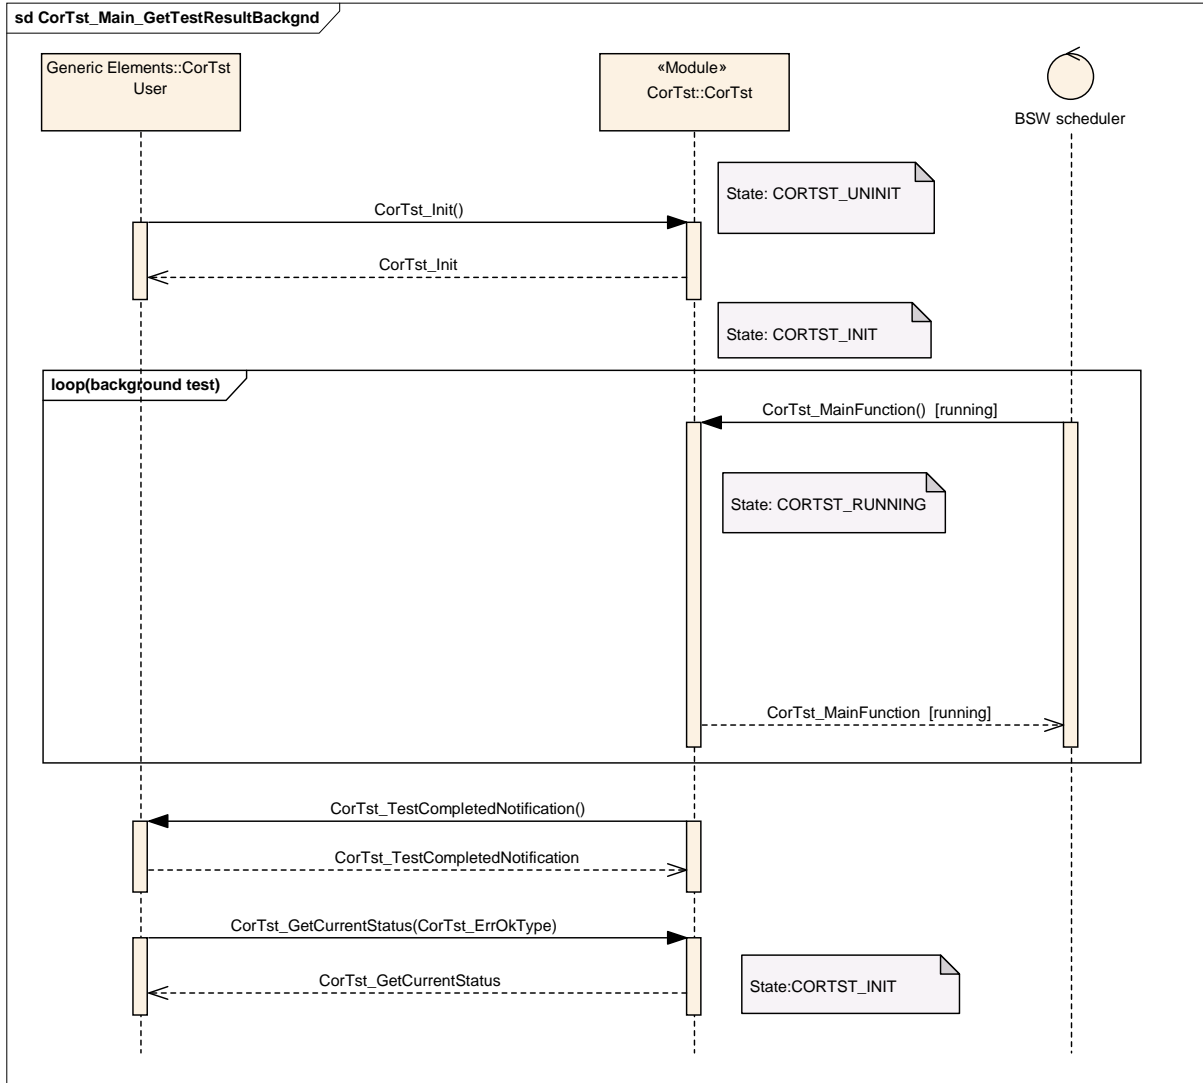 sd CorTst_Main_GetTestResultBackgnd
Generic Elements::CorTst
User
«Module»
CorTst::CorTst
BSW scheduler
State: CORTST_UNINIT
CorTst_Init()
CorTst_Init
State: CORTST_INIT
loop(background test)
CorTst_MainFunction() [running]
State: CORTST_RUNNING
CorTst_MainFunction [running]
CorTst_TestCompletedNotification()
CorTst_TestCompletedNotification
CorTst_GetCurrentStatus(CorTst_ErrOkType)
CorTst_GetCurrentStatus
State:CORTST_INIT